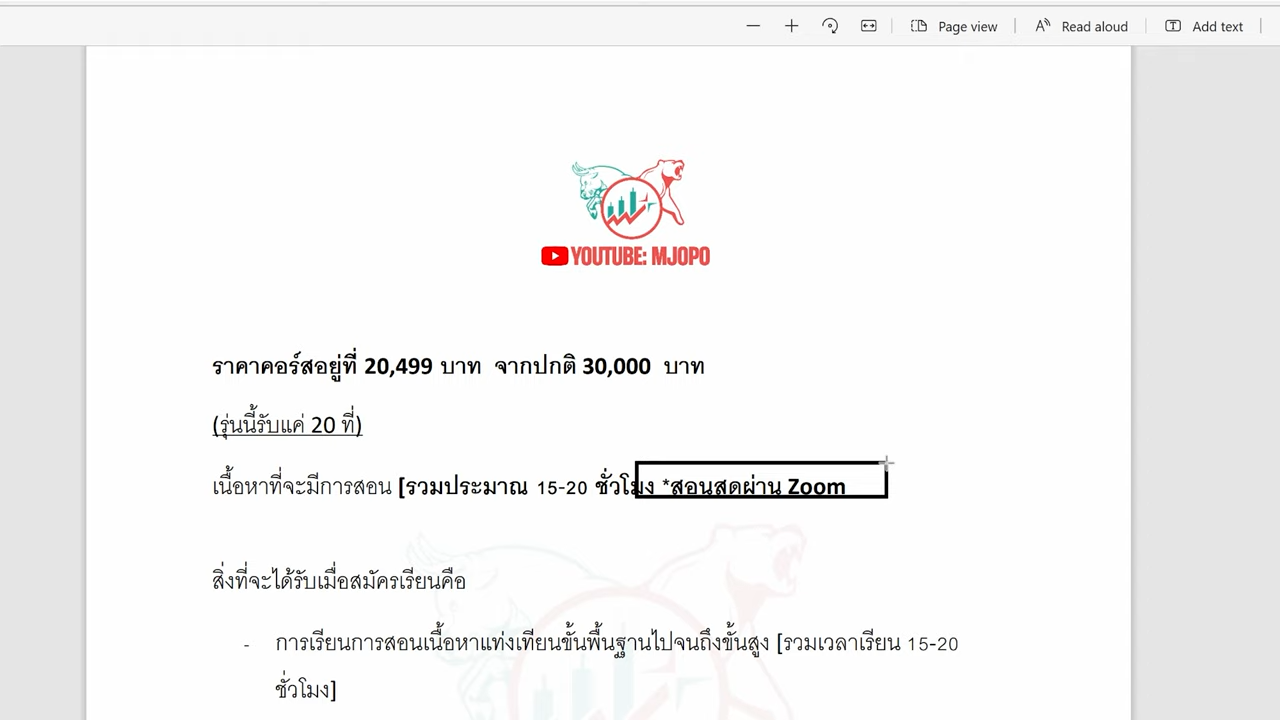 Page view
Read aloud
Add text
YOUTUBE: MJOPO
ราคาคอร์สอยู่ที่ 20,499 บาท จากปกติ 30,000 บาท
(รุ่นนี้รับแค่ 20 ที่)
เนื้อหาที่จะมีการสอน [รวมประมาณ 15-20 ชั่วโมง *สอนสดผ่าน Zoom
สิ่งที่จะได้รับเมื่อสมัครเรียนคือ
- การเรียนการสอนเนื้อหาแท่งเทียนขั้นพื้นฐานไปจนถึงขั้นสูง [รวมเวลาเรียน 15-20
ชั่วโมง]